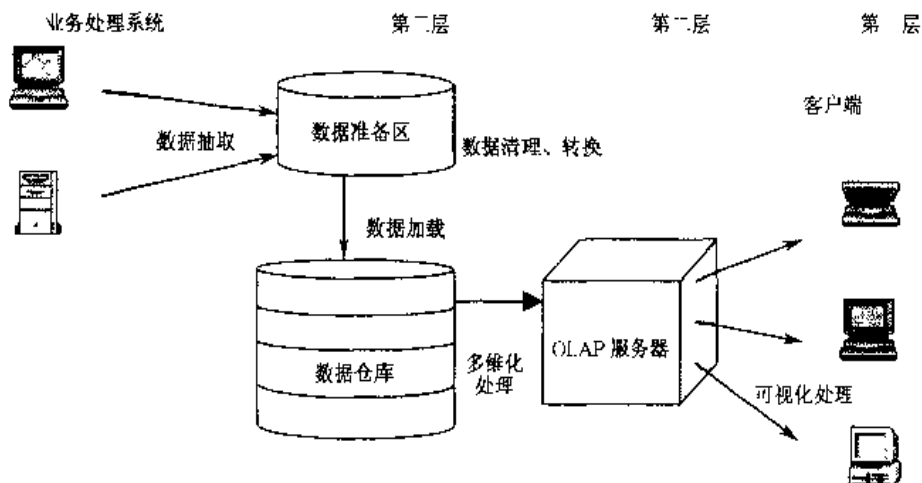 业务处理系统
第 层
第二层
第 层
客户端
数据准备区
数据抽取
数据清理、转换
数据加载
数据仓库
多维化
处理
OLAP 服务器
可视化处理